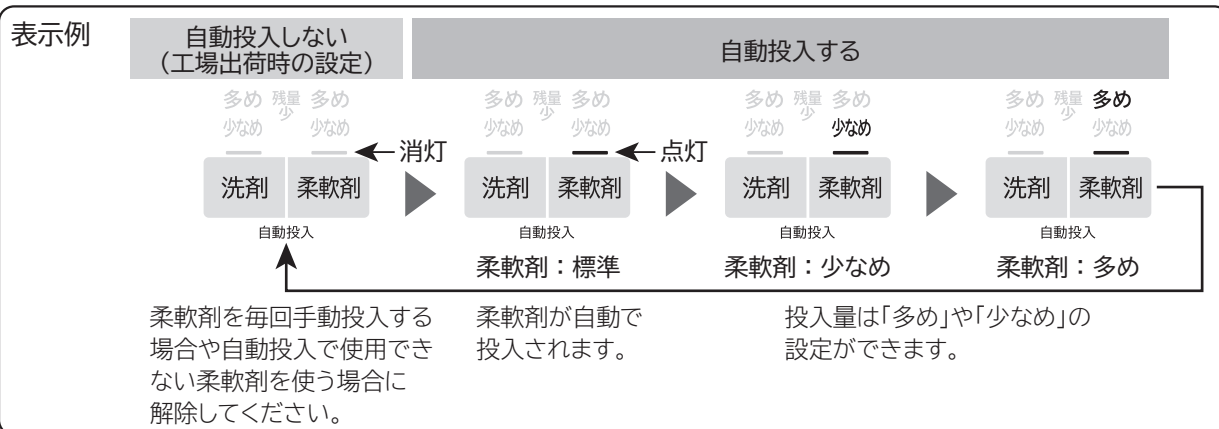 表示例
自動投入しない
（工場出荷時の設定）
自動投入する
多め 残量少 多め
少なめ 少なめ
消灯
洗剤 柔軟剤
自動投入
多め 残量少 多め
少なめ 少なめ
点灯
洗剤 柔軟剤
自動投入
柔軟剤：標準
多め 残量少 多め
少なめ 少なめ
洗剤 柔軟剤
自動投入
柔軟剤：少なめ
多め 残量少 多め
少なめ 少なめ
洗剤 柔軟剤
自動投入
柔軟剤：多め
柔軟剤を毎回手動投入する
場合や自動投入で使用でき
ない柔軟剤を使う場合に
解除してください。
柔軟剤が自動で
投入されます。
投入量は「多め」や「少なめ」の
設定ができます。